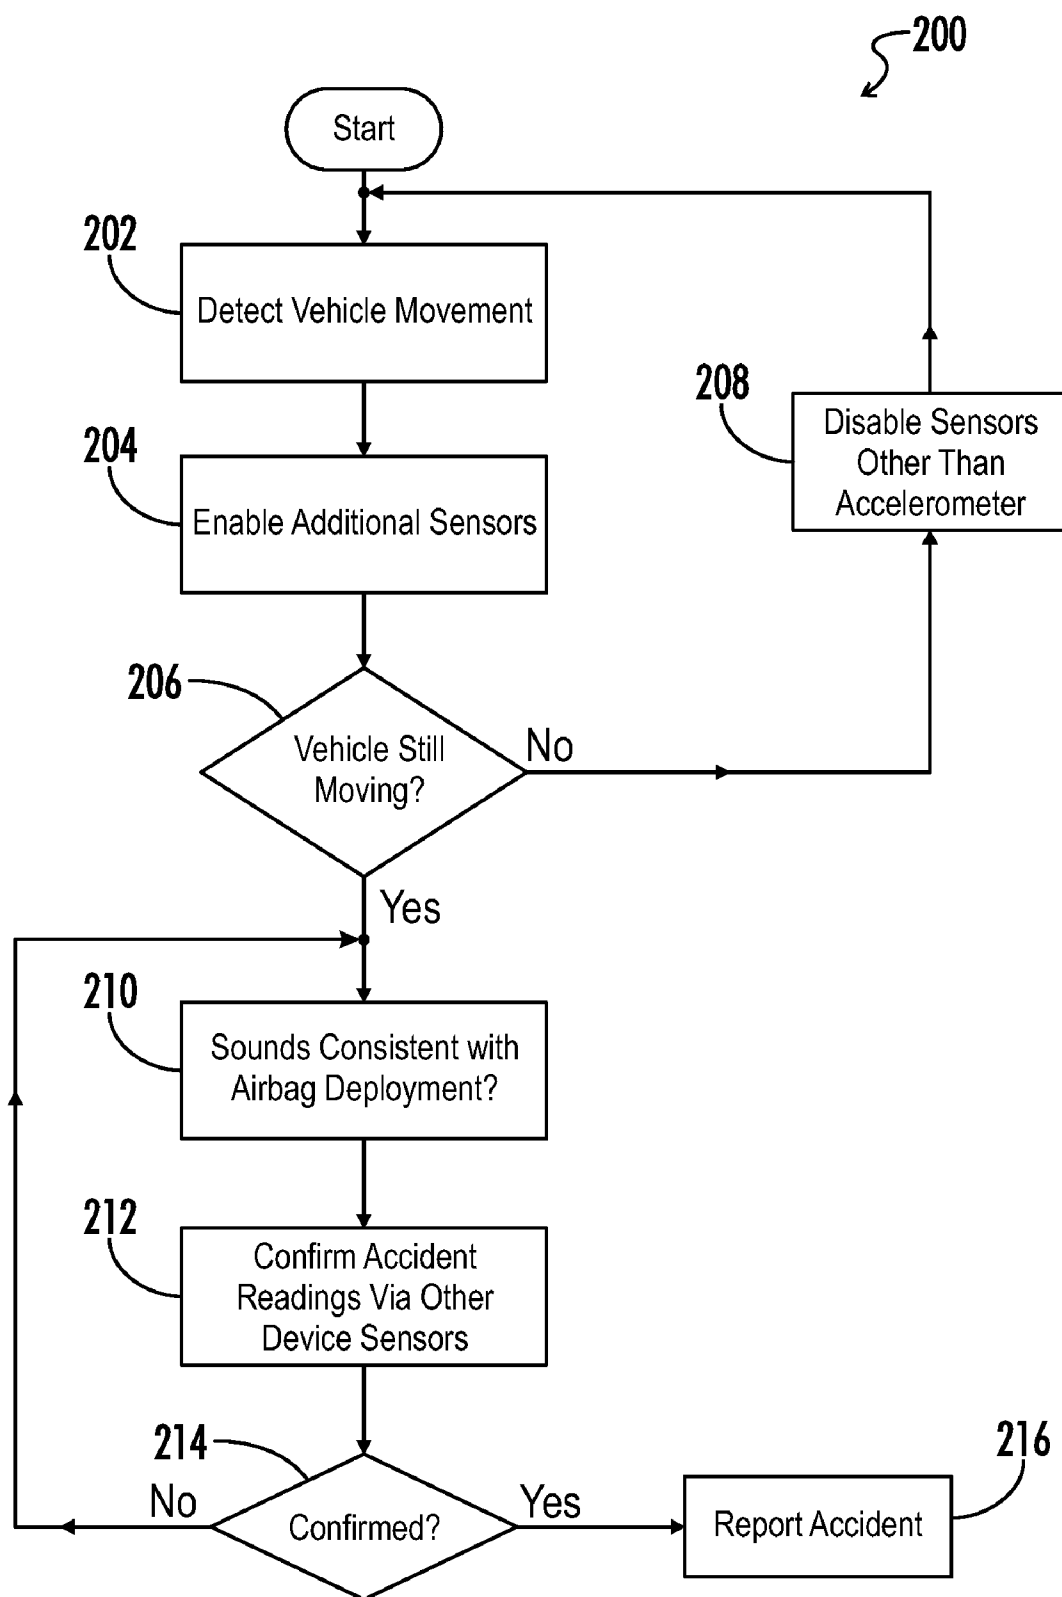 200
Start
202
Detect Vehicle Movement
208
Disable Sensors
Other Than
Accelerometer
204
Enable Additional Sensors
206
Vehicle Still
Moving?
No
Yes
210
Sounds Consistent with
Airbag Deployment?
212
Confirm Accident
Readings Via Other
Device Sensors
214
No
Confirmed?
Yes
216
Report Accident